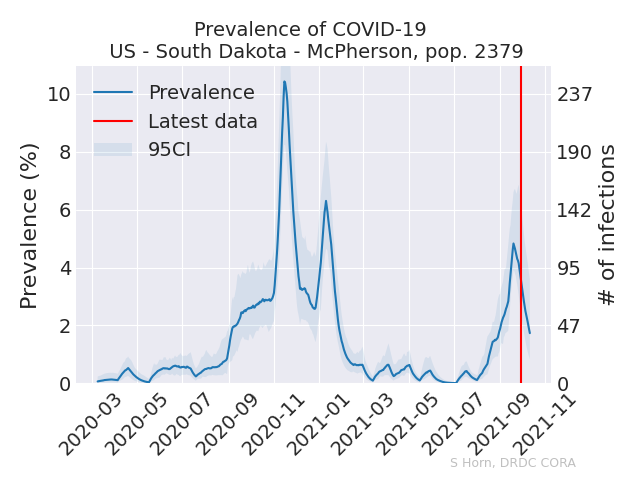 Prevalence of COVID-19
US - South Dakota - McPherson, pop. 2379
Prevalence
Latest data
95CI
Prevalence (%)
10
8
6
4
2
0
237
190
142
95
47
0
# of infections
2020-03
2020-05
2020-07
2020-09
2020-11
2021-01
2021-03
2021-05
2021-07
2021-09
2021-11
S Horn, DRDC CORA